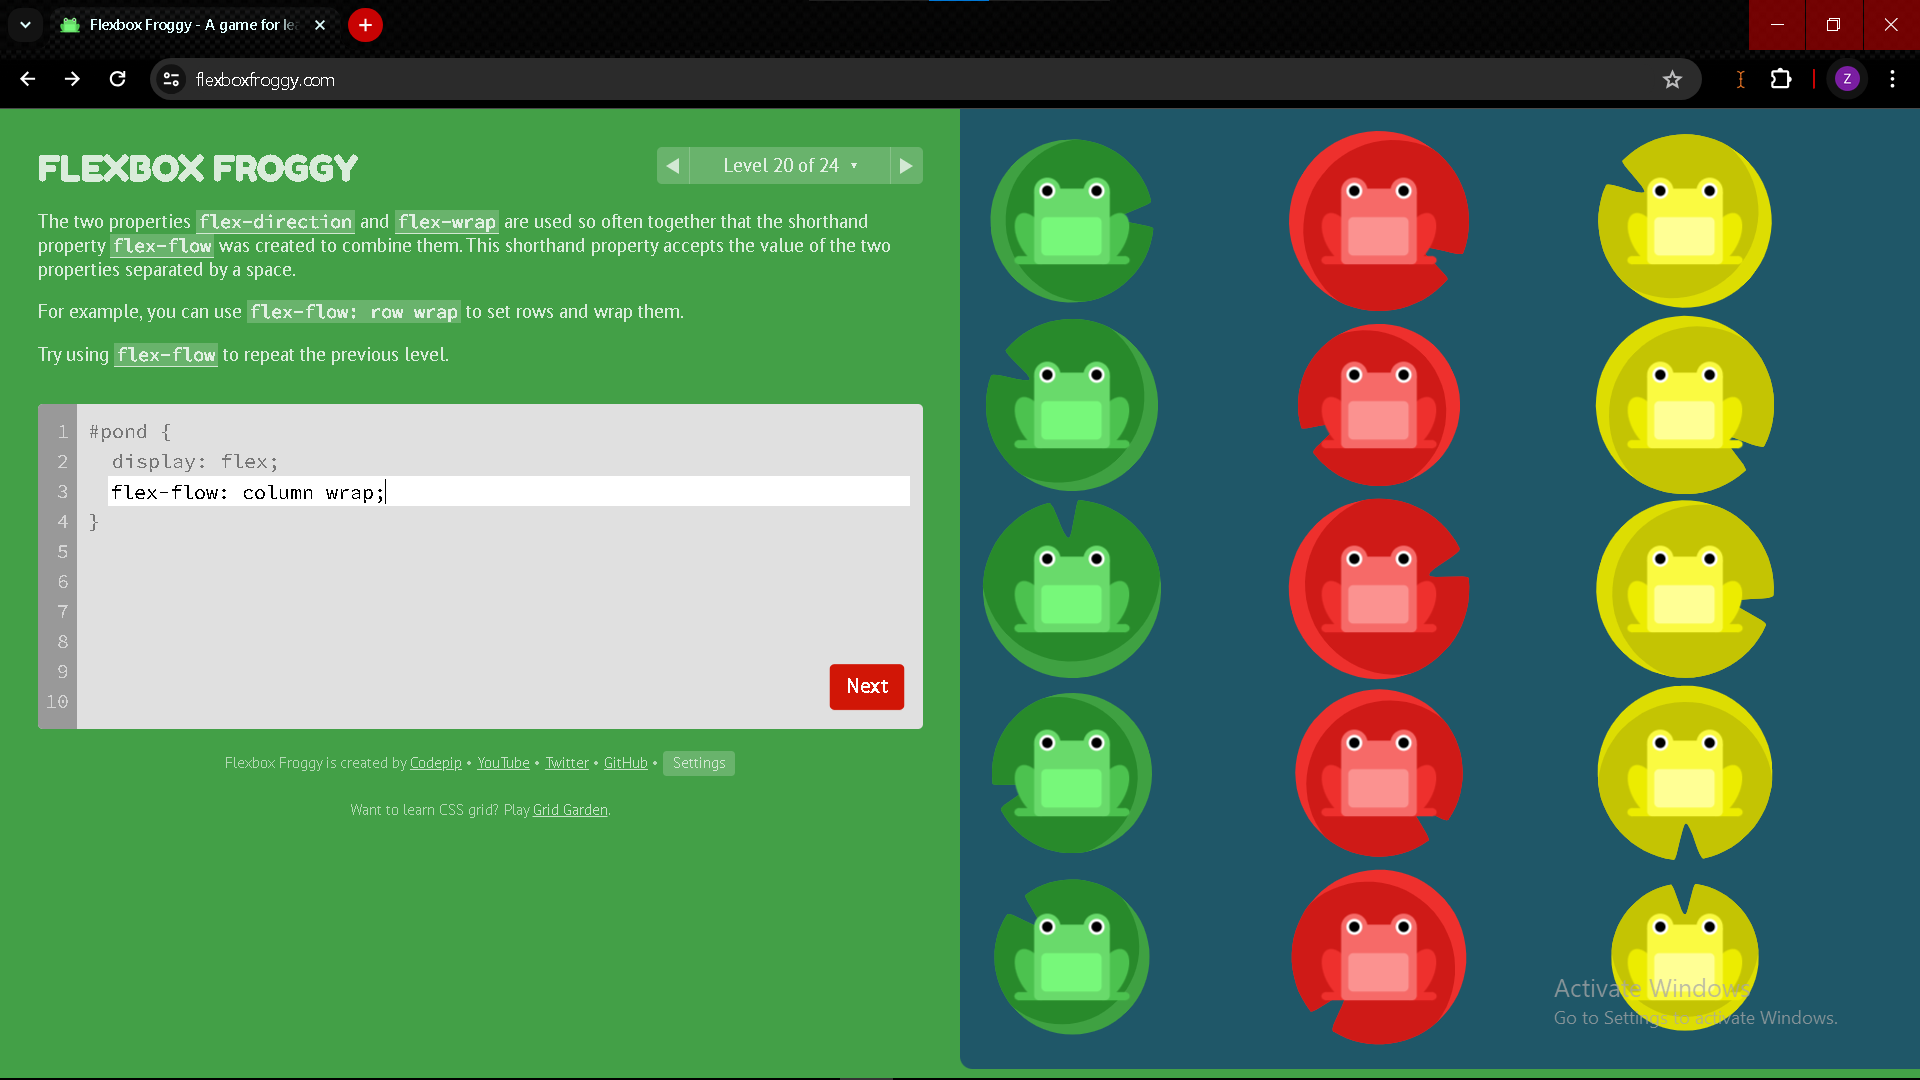 Flexbox Froggy - A game for le
flexboxfroggy.com
Z
FLEXBOX FROGGY
Level 20 of 24
The two properties flex-direction and flex-wrap are used so often together that the shorthand
property flex-flow was created to combine them. This shorthand property accepts the value of the two
properties separated by a space.
For example, you can use flex-flow: row wrap to set rows and wrap them.
Try using flex-flow to repeat the previous level.
1 #pond {
2 display: flex;
3 flex-flow: column wrap;
4 }
5
6
7
8
9
10
Next
Flexbox Froggy is created by Codepip • YouTube • Twitter • GitHub • Settings
Want to learn CSS grid? Play Grid Garden.
Activate Windows
Go to Settings to activate Windows.